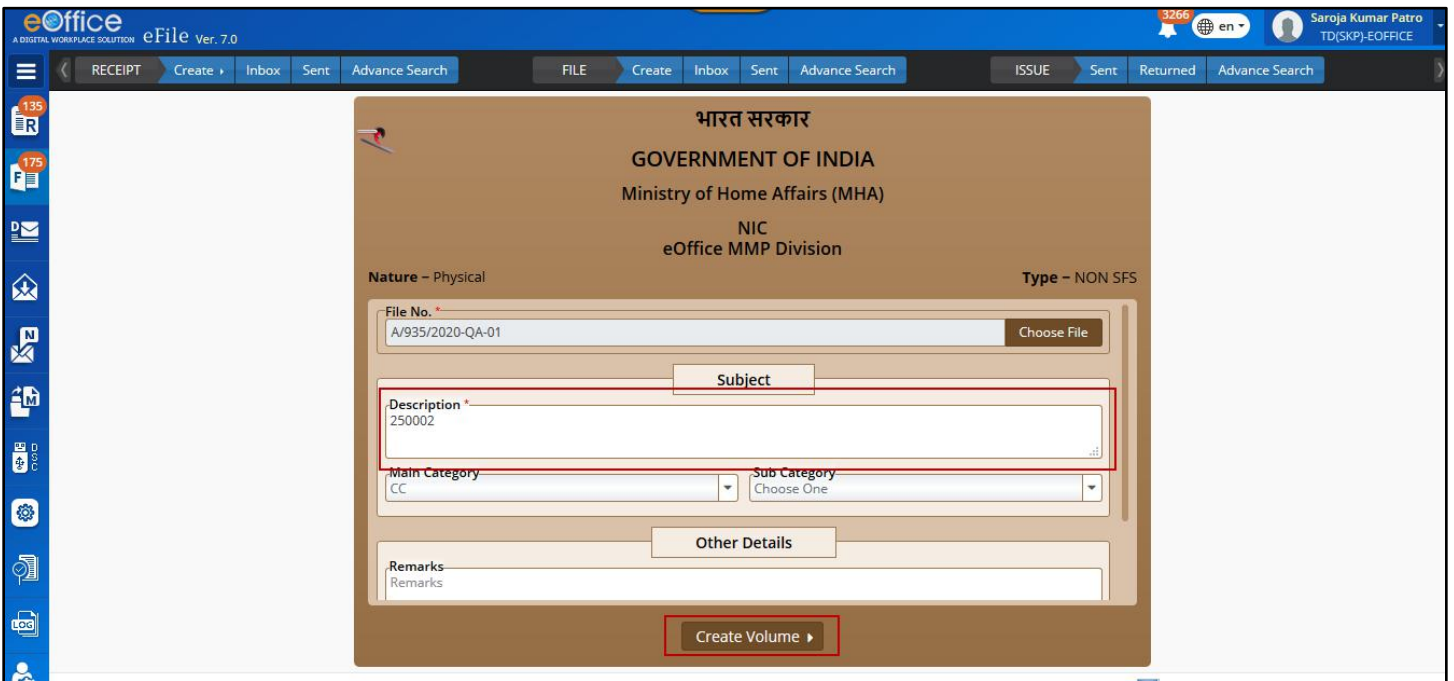 eOffice
A DIGITAL WORKPLACE SOLUTION eFile Ver. 7.0
3266
en
Saroja Kumar Patro
TD(SKP)-EOFFICE
RECEIPT Create Inbox Sent Advance Search FILE Create Inbox Sent Advance Search ISSUE Sent Returned Advance Search
135
R
175
F
D
N
M
DSC
LOG
भारत सरकार
GOVERNMENT OF INDIA
Ministry of Home Affairs (MHA)
NIC
eOffice MMP Division
Nature – Physical Type – NON SFS
File No. *
A/935/2020-QA-01 Choose File
Subject
Description *
250002
Main Category Sub Category
CC Choose One
Other Details
Remarks
Remarks
Create Volume